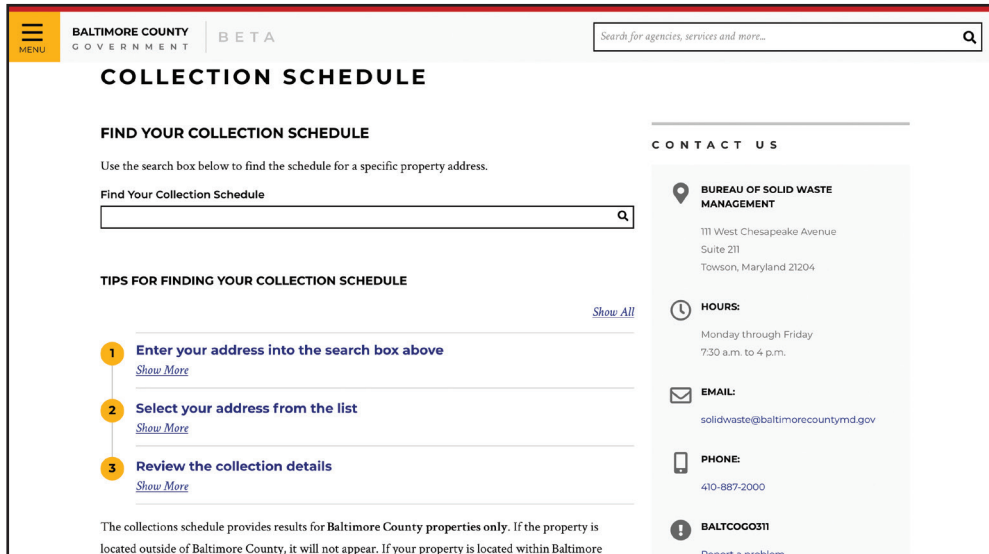 MENU
BALTIMORE COUNTY
GOVERNMENT
BETA
Search for agencies, services and more...
COLLECTION SCHEDULE
FIND YOUR COLLECTION SCHEDULE
Use the search box below to find the schedule for a specific property address.
Find Your Collection Schedule
TIPS FOR FINDING YOUR COLLECTION SCHEDULE
Show All
1 Enter your address into the search box above
Show More
2 Select your address from the list
Show More
3 Review the collection details
Show More
The collections schedule provides results for Baltimore County properties only. If the property is
located outside of Baltimore County, it will not appear. If your property is located within Baltimore
CONTACT US
BUREAU OF SOLID WASTE
MANAGEMENT
111 West Chesapeake Avenue
Suite 211
Towson, Maryland 21204
HOURS:
Monday through Friday
7:30 a.m. to 4 p.m.
EMAIL:
solidwaste@baltimorecountymd.gov
PHONE:
410-887-2000
BALTCOGO311
Report a problem